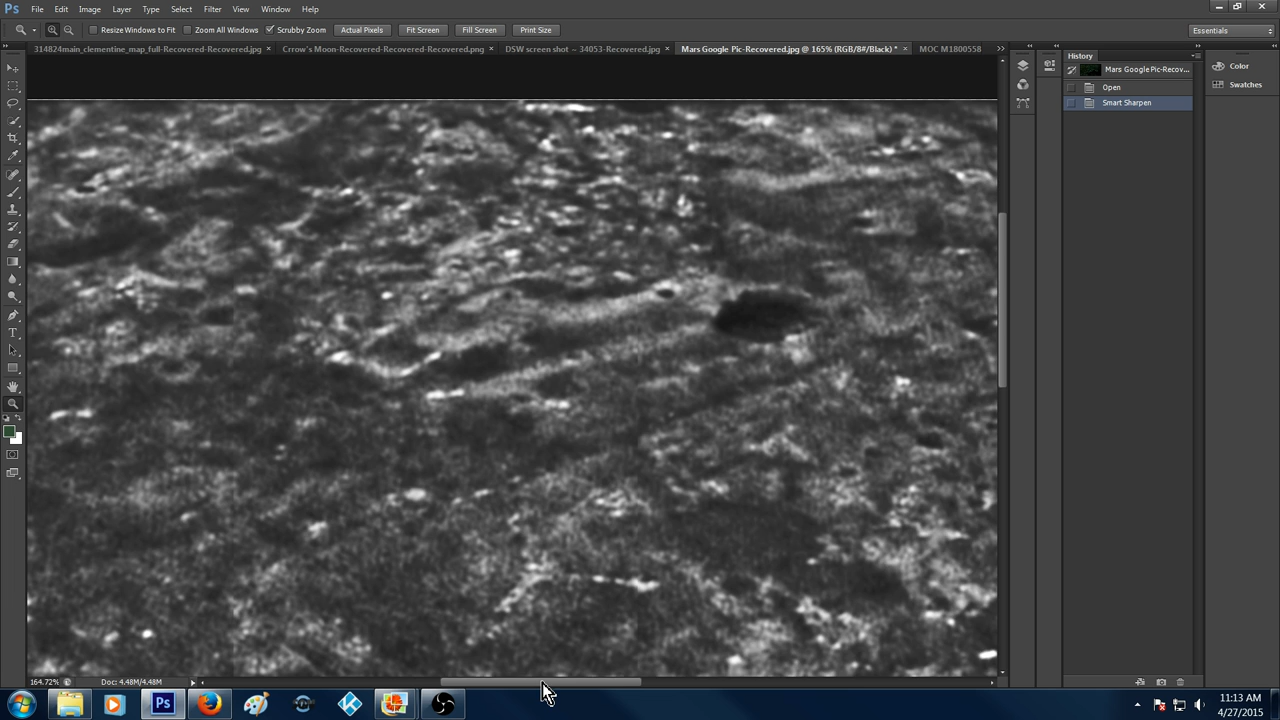 Ps File Edit Image Layer Type Select Filter View Window Help
Resize Windows to Fit Zoom All Windows Scrubby Zoom Actual Pixels Fit Screen Fill Screen Print Size Essentials
314824main_clementine_map_full-Recovered-Recovered.jpg × Crrow's Moon-Recovered-Recovered-Recovered.png × DSW screen shot – 34053-Recovered.jpg × Mars Google Pic-Recovered.jpg @ 165% (RGB/8#/Black) * × MOC M1800558 >>
History
Mars Google Pic-Recov...
Open
Smart Sharpen
Color
Swatches
164.72% Doc: 4.48M/4.48M
Ps
11:13 AM
4/27/2015